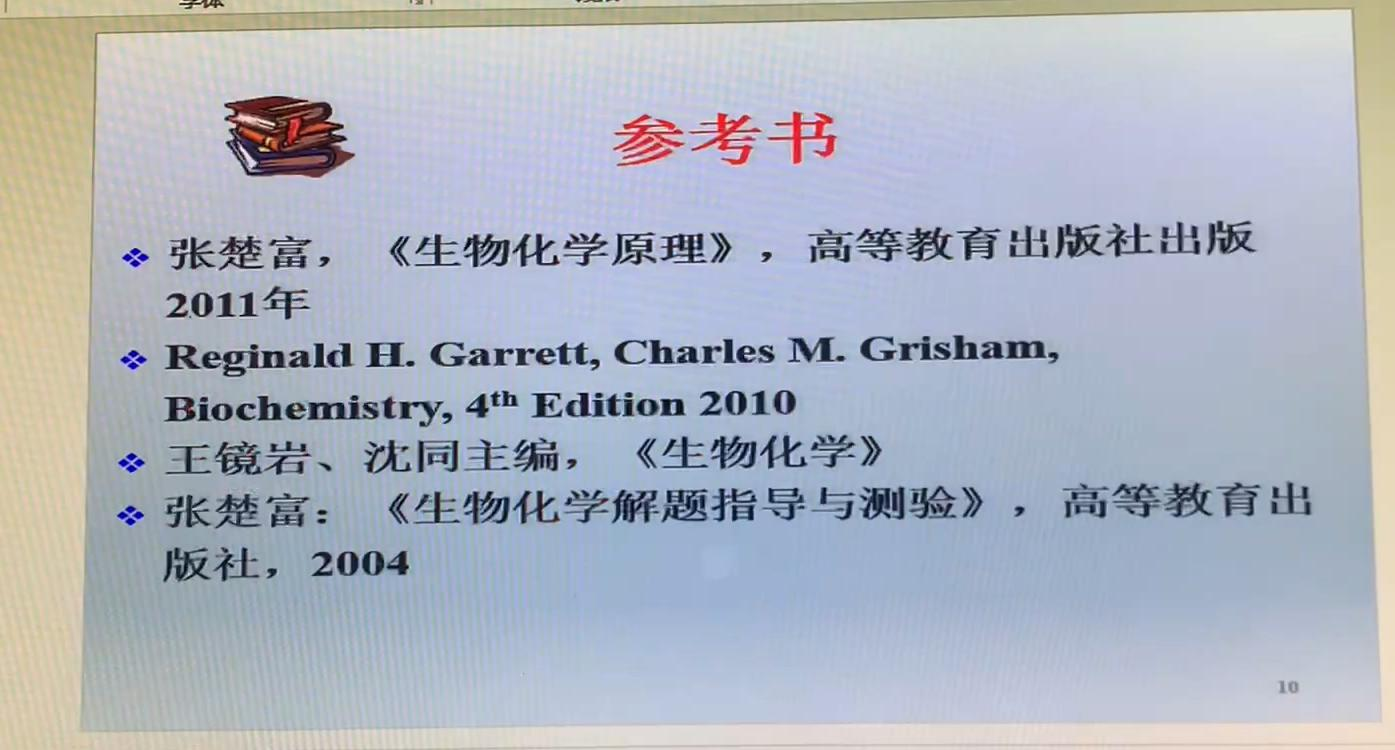 参考书
张楚富，《生物化学原理》，高等教育出版社出版
2011年
Reginald H. Garrett, Charles M. Grisham,
Biochemistry, 4th Edition 2010
王镜岩、沈同主编，《生物化学》
张楚富：《生物化学解题指导与测验》，高等教育出
版社，2004
10